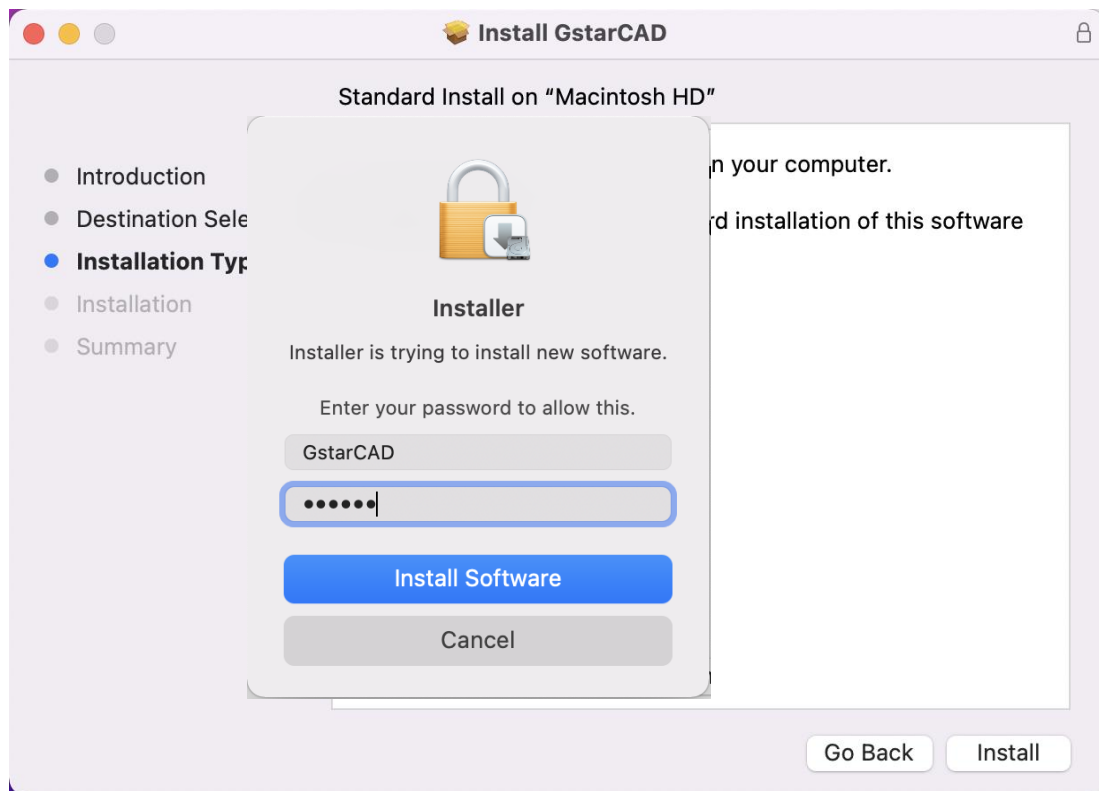 Install GstarCAD
Standard Install on “Macintosh HD”
Introduction
Destination Sele
Installation Typ
Installation
Summary
n your computer.
d installation of this software
Installer
Installer is trying to install new software.
Enter your password to allow this.
GstarCAD
••••••
Install Software
Cancel
Go Back
Install